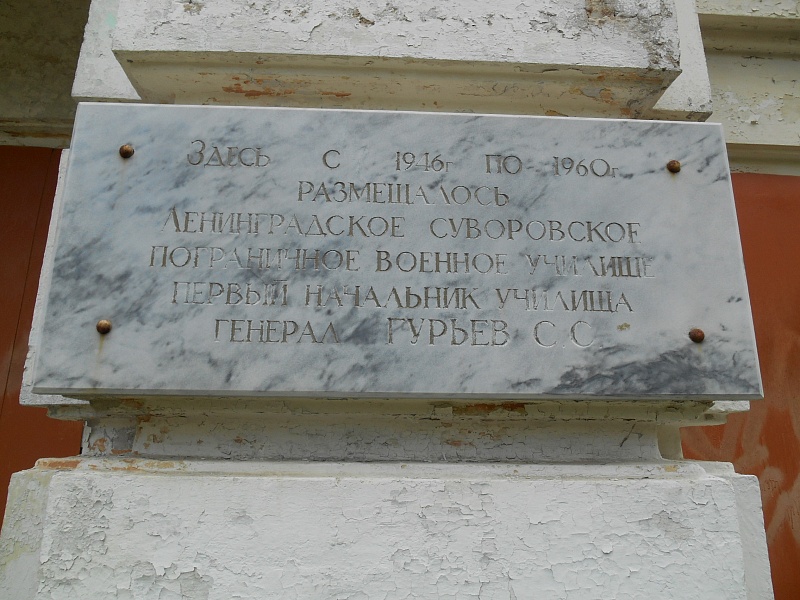 Здесь с 1946г по 1960г.
размещалось
Ленинградское суворовское
пограничное военное училище
первый начальник училища
генерал Гурьев С.С.